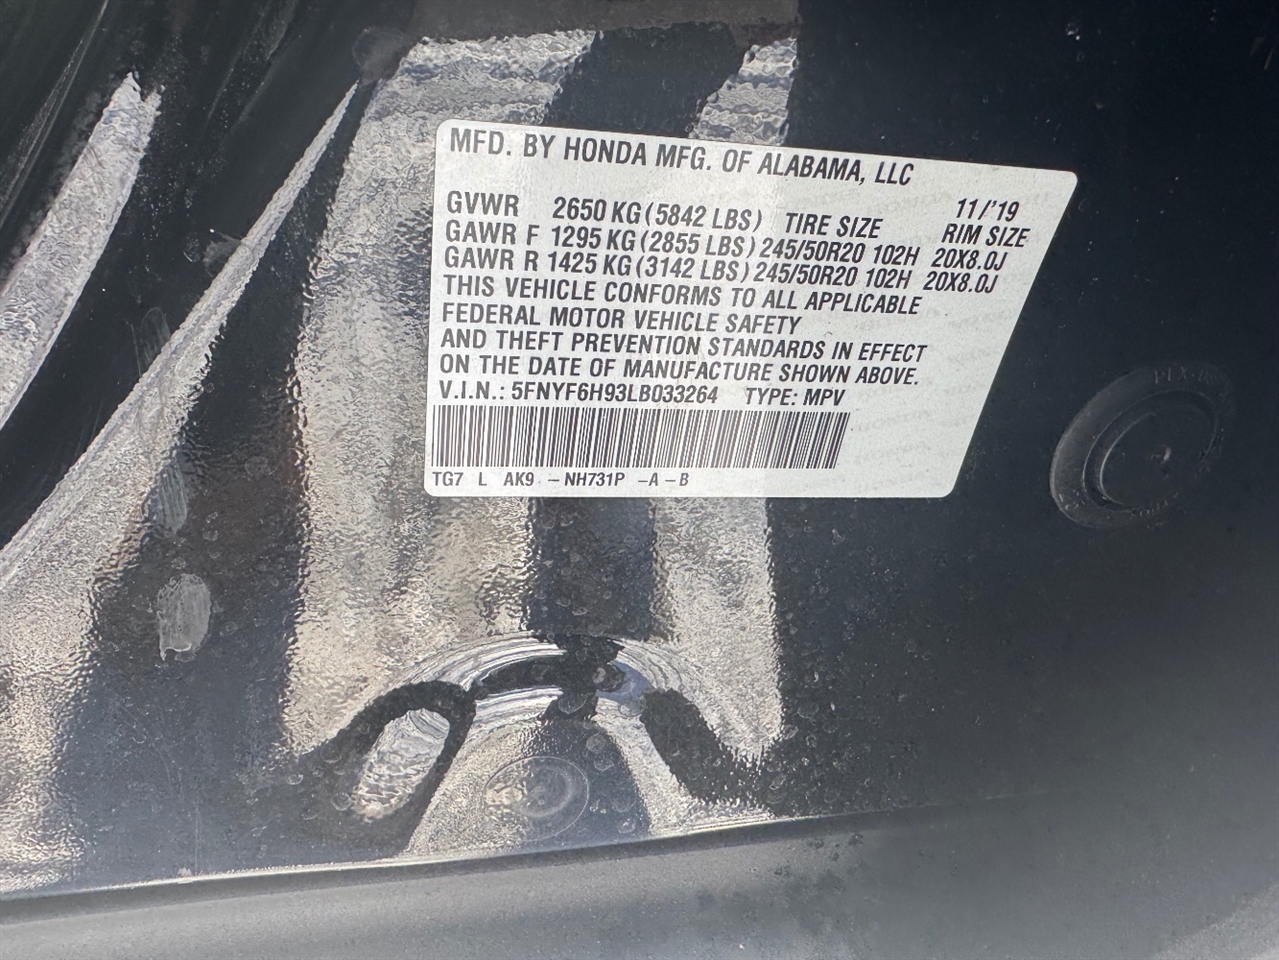 MFD. BY HONDA MFG. OF ALABAMA, LLC
11/'19
GVWR 2650 KG (5842 LBS) TIRE SIZE RIM SIZE
GAWR F 1295 KG (2855 LBS) 245/50R20 102H 20X8.0J
GAWR R 1425 KG (3142 LBS) 245/50R20 102H 20X8.0J
THIS VEHICLE CONFORMS TO ALL APPLICABLE
FEDERAL MOTOR VEHICLE SAFETY
AND THEFT PREVENTION STANDARDS IN EFFECT
ON THE DATE OF MANUFACTURE SHOWN ABOVE.
V.I.N.: 5FNYF6H93LB033264 TYPE: MPV
TG7 L AK9 –NH731P –A –B